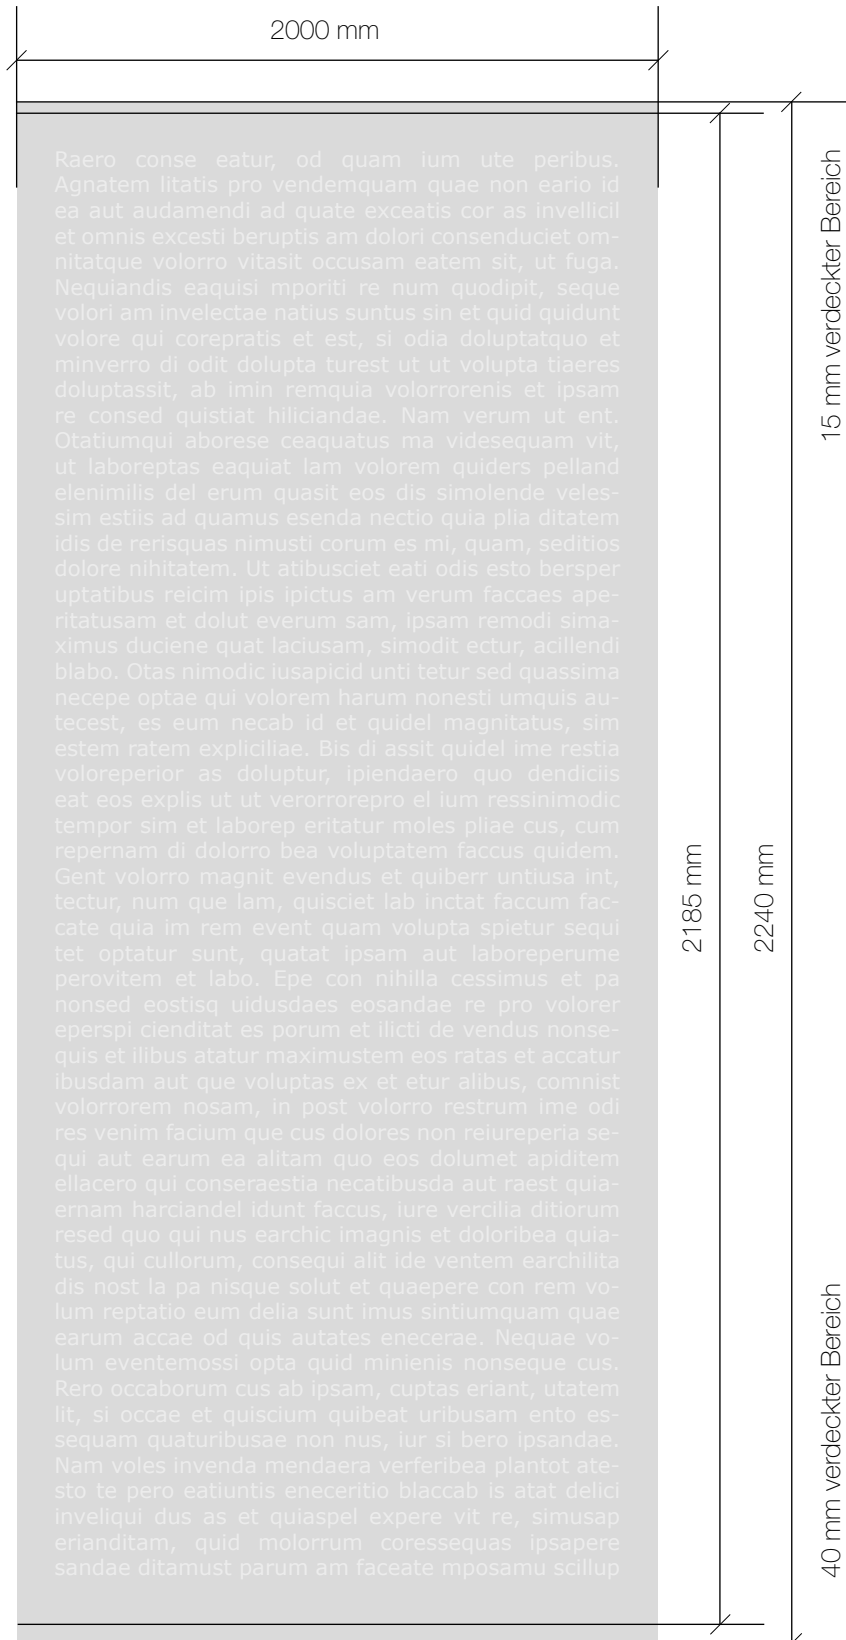 2000 mm
Raero conse eatur, od quam ium ute peribus.
Agnatem litatis pro vendemquam quae non eario id
ea aut audamendi ad quate exceatis cor as invellicil
et omnis excesti beruptis am dolori consenduciet om-
nitatque volorro vitasit occusam eatem sit, ut fuga.
Nequiandis eaquisi mporiti re num quodipit, seque
volori am invelectae natius suntus sin et quid quidunt
volore qui corepratis et est, si odia doluptatquo et
minverro di odit dolupta turest ut ut volupta tiaeres
doluptassit, ab imin remquia volorrorenis et ipsam
re consed quistiat hiliciandae. Nam verum ut ent.
Otatiumqui aborese ceaquatus ma videsequam vit,
ut laboreptas eaquiat lam volorem quiders pelland
elenimilis del erum quasit eos dis simolende veles-
sim estiis ad quamus esenda nectio quia plia ditatem
idis de rerisquas nimusti corum es mi, quam, seditios
dolore nihitatem. Ut atibusciet eati odis esto bersper
uptatibus reicim ipis ipictus am verum faccaes ape-
ritatusam et dolut everum sam, ipsam remodi sima-
ximus duciene quat laciusam, simodit ectur, acillendi
blabo. Otas nimodic iusapicid unti tetur sed quassima
necepe optae qui volorem harum nonesti umquis au-
tecest, es eum necab id et quidel magnitatus, sim
estem ratem expliciliae. Bis di assit quidel ime restia
voloreperior as doluptur, ipiendaero quo dendiciis
eat eos explis ut ut verorrorepro el ium ressinimodic
tempor sim et laborep eritatur moles pliae cus, cum
repernam di dolorro bea voluptatem faccus quidem.
Gent volorro magnit evendus et quiberr untiusa int,
tectur, num que lam, quisciet lab inctat faccum fac-
cate quia im rem event quam volupta spietur sequi
tet optatur sunt, quatat ipsam aut laboreperume
perovitem et labo. Epe con nihilla cessimus et pa
nonsed eostisq uidusdaes eosandae re pro volorer
eperspi cienditat es porum et ilicti de vendus nonse-
quis et ilibus atatur maximustem eos ratas et accatur
ibusdam aut que voluptas ex et etur alibus, comnist
volorrorem nosam, in post volorro restrum ime odi
res venim facium que cus dolores non reiureperia se-
qui aut earum ea alitam quo eos dolumet apiditem
ellacero qui conseraestia necatibusda aut raest quia-
ernam harciandel idunt faccus, iure vercilia ditiorum
resed quo qui nus earchic imagnis et doloribea quia-
tus, qui cullorum, consequi alit ide ventem earchilita
dis nost la pa nisque solut et quaepere con rem vo-
lum reptatio eum delia sunt imus sintiumquam quae
earum accae od quis autates enecerae. Nequae vo-
lum eventemossi opta quid minienis nonseque cus.
Rero occaborum cus ab ipsam, cuptas eriant, utatem
lit, si occae et quiscium quibeat uribusam ento es-
sequam quaturibusae non nus, iur si bero ipsandae.
Nam voles invenda mendaera verferibea plantot ate-
sto te pero eatiuntis eneceritio blaccab is atat delici
inveliqui dus as et quiaspel expere vit re, simusap
erianditam, quid molorrum coressequas ipsapere
sandae ditamust parum am faceate mposamu scillup
2185 mm
2240 mm
15 mm verdeckter Bereich
40 mm verdeckter Bereich